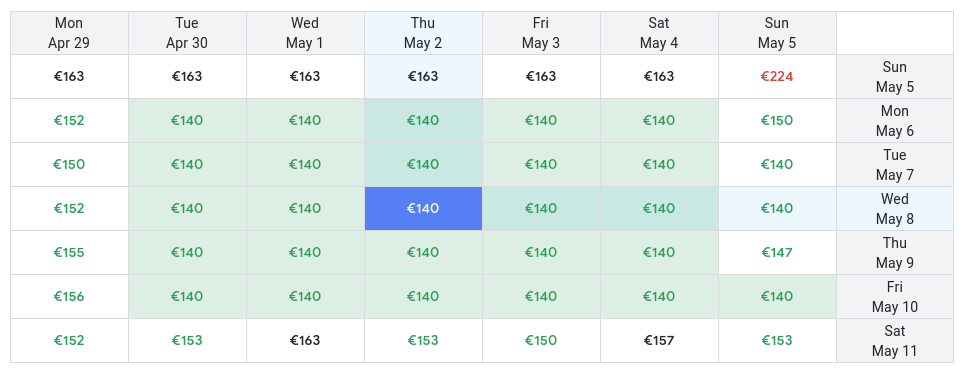 Mon Tue Wed Thu Fri Sat Sun
Apr 29 Apr 30 May 1 May 2 May 3 May 4 May 5
€163 €163 €163 €163 €163 €163 €224 Sun May 5
€152 €140 €140 €140 €140 €140 €150 Mon May 6
€150 €140 €140 €140 €140 €140 €140 Tue May 7
€152 €140 €140 €140 €140 €140 €140 Wed May 8
€155 €140 €140 €140 €140 €140 €147 Thu May 9
€156 €140 €140 €140 €140 €140 €140 Fri May 10
€152 €153 €163 €153 €150 €157 €153 Sat May 11